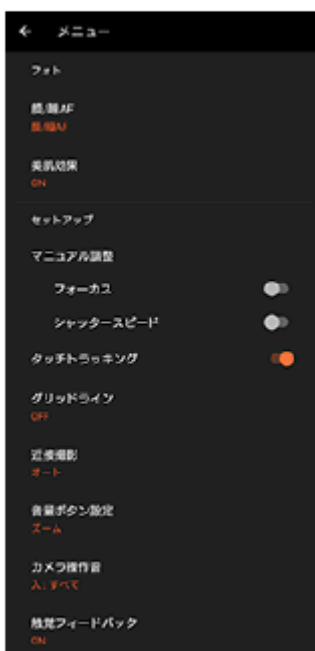 ← メニュー
フォト
顔/瞳AF
顔/瞳AF
美肌効果
ON
セットアップ
マニュアル調整
フォーカス
シャッタースピード
タッチトラッキング
グリッドライン
OFF
近接撮影
オート
音量ボタン設定
ズーム
カメラ操作音
入: すべて
触覚フィードバック
ON